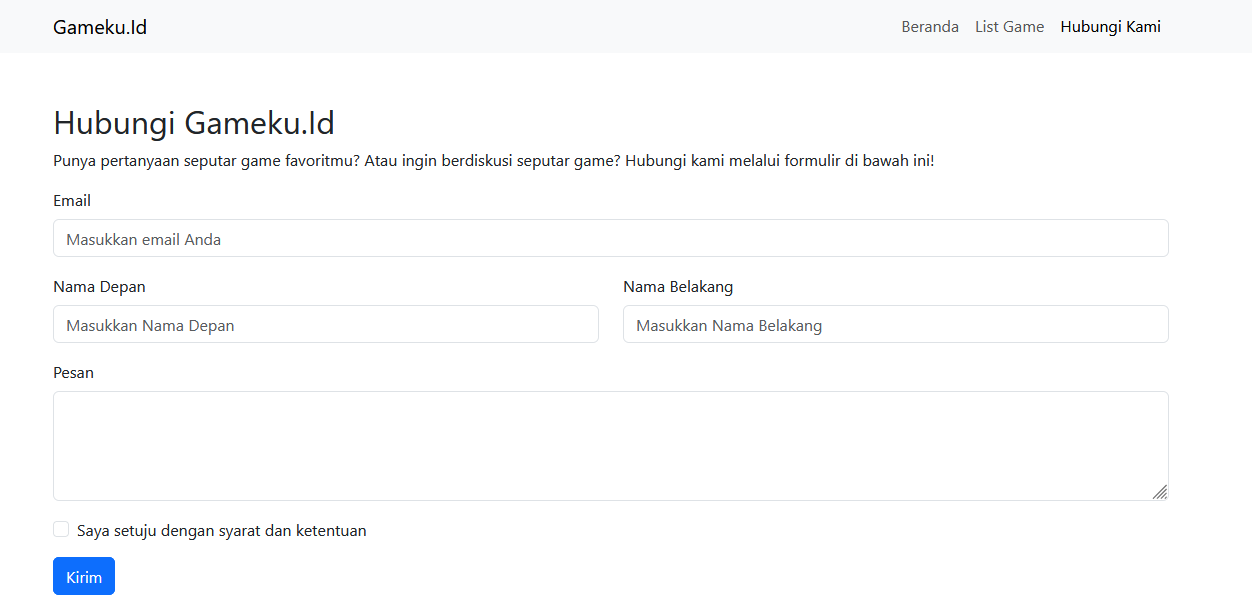 Gameku.Id
Beranda List Game Hubungi Kami
Hubungi Gameku.Id
Punya pertanyaan seputar game favoritmu? Atau ingin berdiskusi seputar game? Hubungi kami melalui formulir di bawah ini!
Email
Masukkan email Anda
Nama Depan
Masukkan Nama Depan
Nama Belakang
Masukkan Nama Belakang
Pesan
Saya setuju dengan syarat dan ketentuan
Kirim